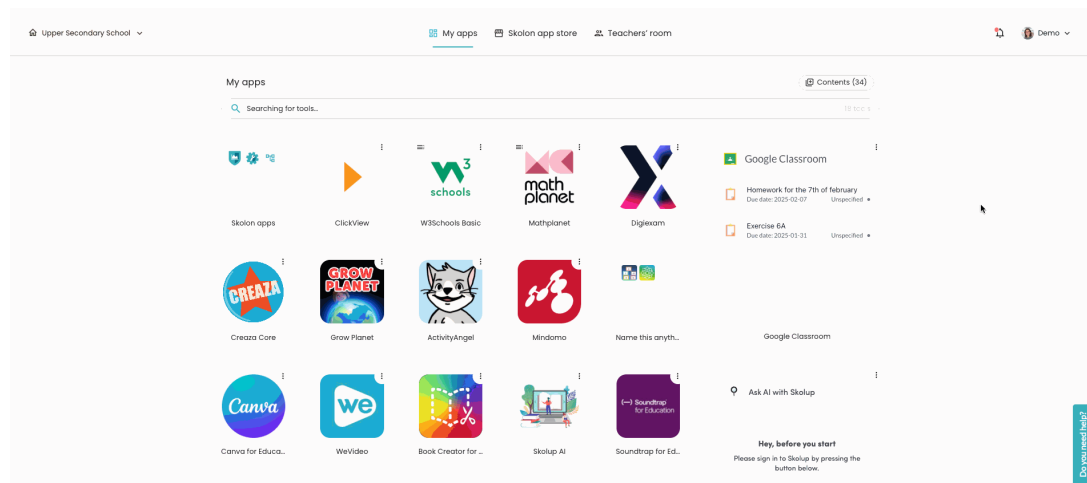 Upper Secondary School
My apps
Skolon app store
Teachers' room
Demo
My apps
Contents (34)
Searching for tools...
Skolon apps
ClickView
W3 schools
W3Schools Basic
math
planet
Mathplanet
Digiexam
Google Classroom
Homework for the 7th of february
Due date: 2025-02-07 Unspecified
Exercise 6A
Due date: 2025-01-31 Unspecified
Google Classroom
CREAZA
Creaza Core
GROW
PLANET
Grow Planet
ActivityAngel
Mindomo
Name this anyth...
Canva
Canva for Educa...
We
WeVideo
Book Creator for ...
Skolup AI
Soundtrap
for Education
Soundtrap for Ed...
Ask AI with Skolup
Hey, before you start
Please sign in to Skolup by pressing the
button below.
Do you need help?